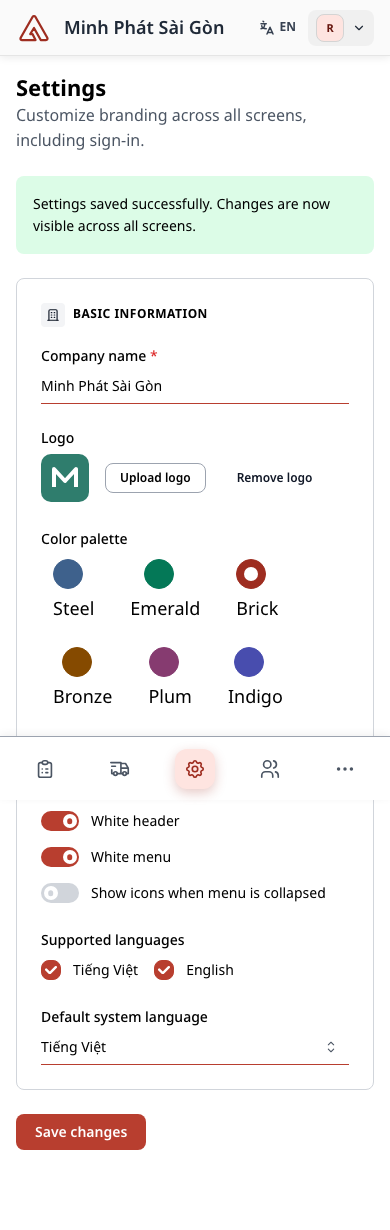 Minh Phát Sài Gòn
EN
R
Settings
Customize branding across all screens,
including sign-in.
Settings saved successfully. Changes are now
visible across all screens.
BASIC INFORMATION
Company name *
Minh Phát Sài Gòn
Logo
M
Upload logo
Remove logo
Color palette
Steel
Emerald
Brick
Bronze
Plum
Indigo
White header
White menu
Show icons when menu is collapsed
Supported languages
Tiếng Việt
English
Default system language
Tiếng Việt
Save changes